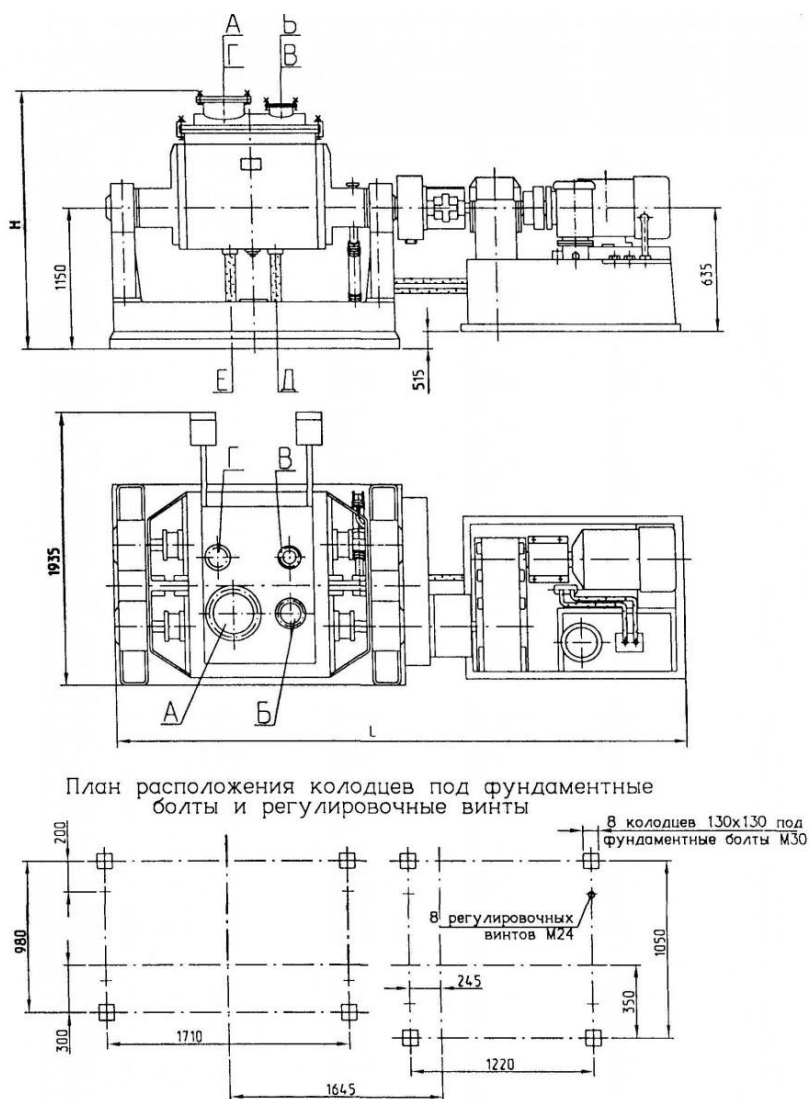 А Б
Г В
H
1150
635
515
Е Д
Г В
1935
А Б
L
План расположения колодцев под фундаментные
болты и регулировочные винты
200
8 колодцев 130х130 под
фундаментные болты М30
980
8 регулировочных
винтов М24
1050
245
350
300
1710
1220
1645